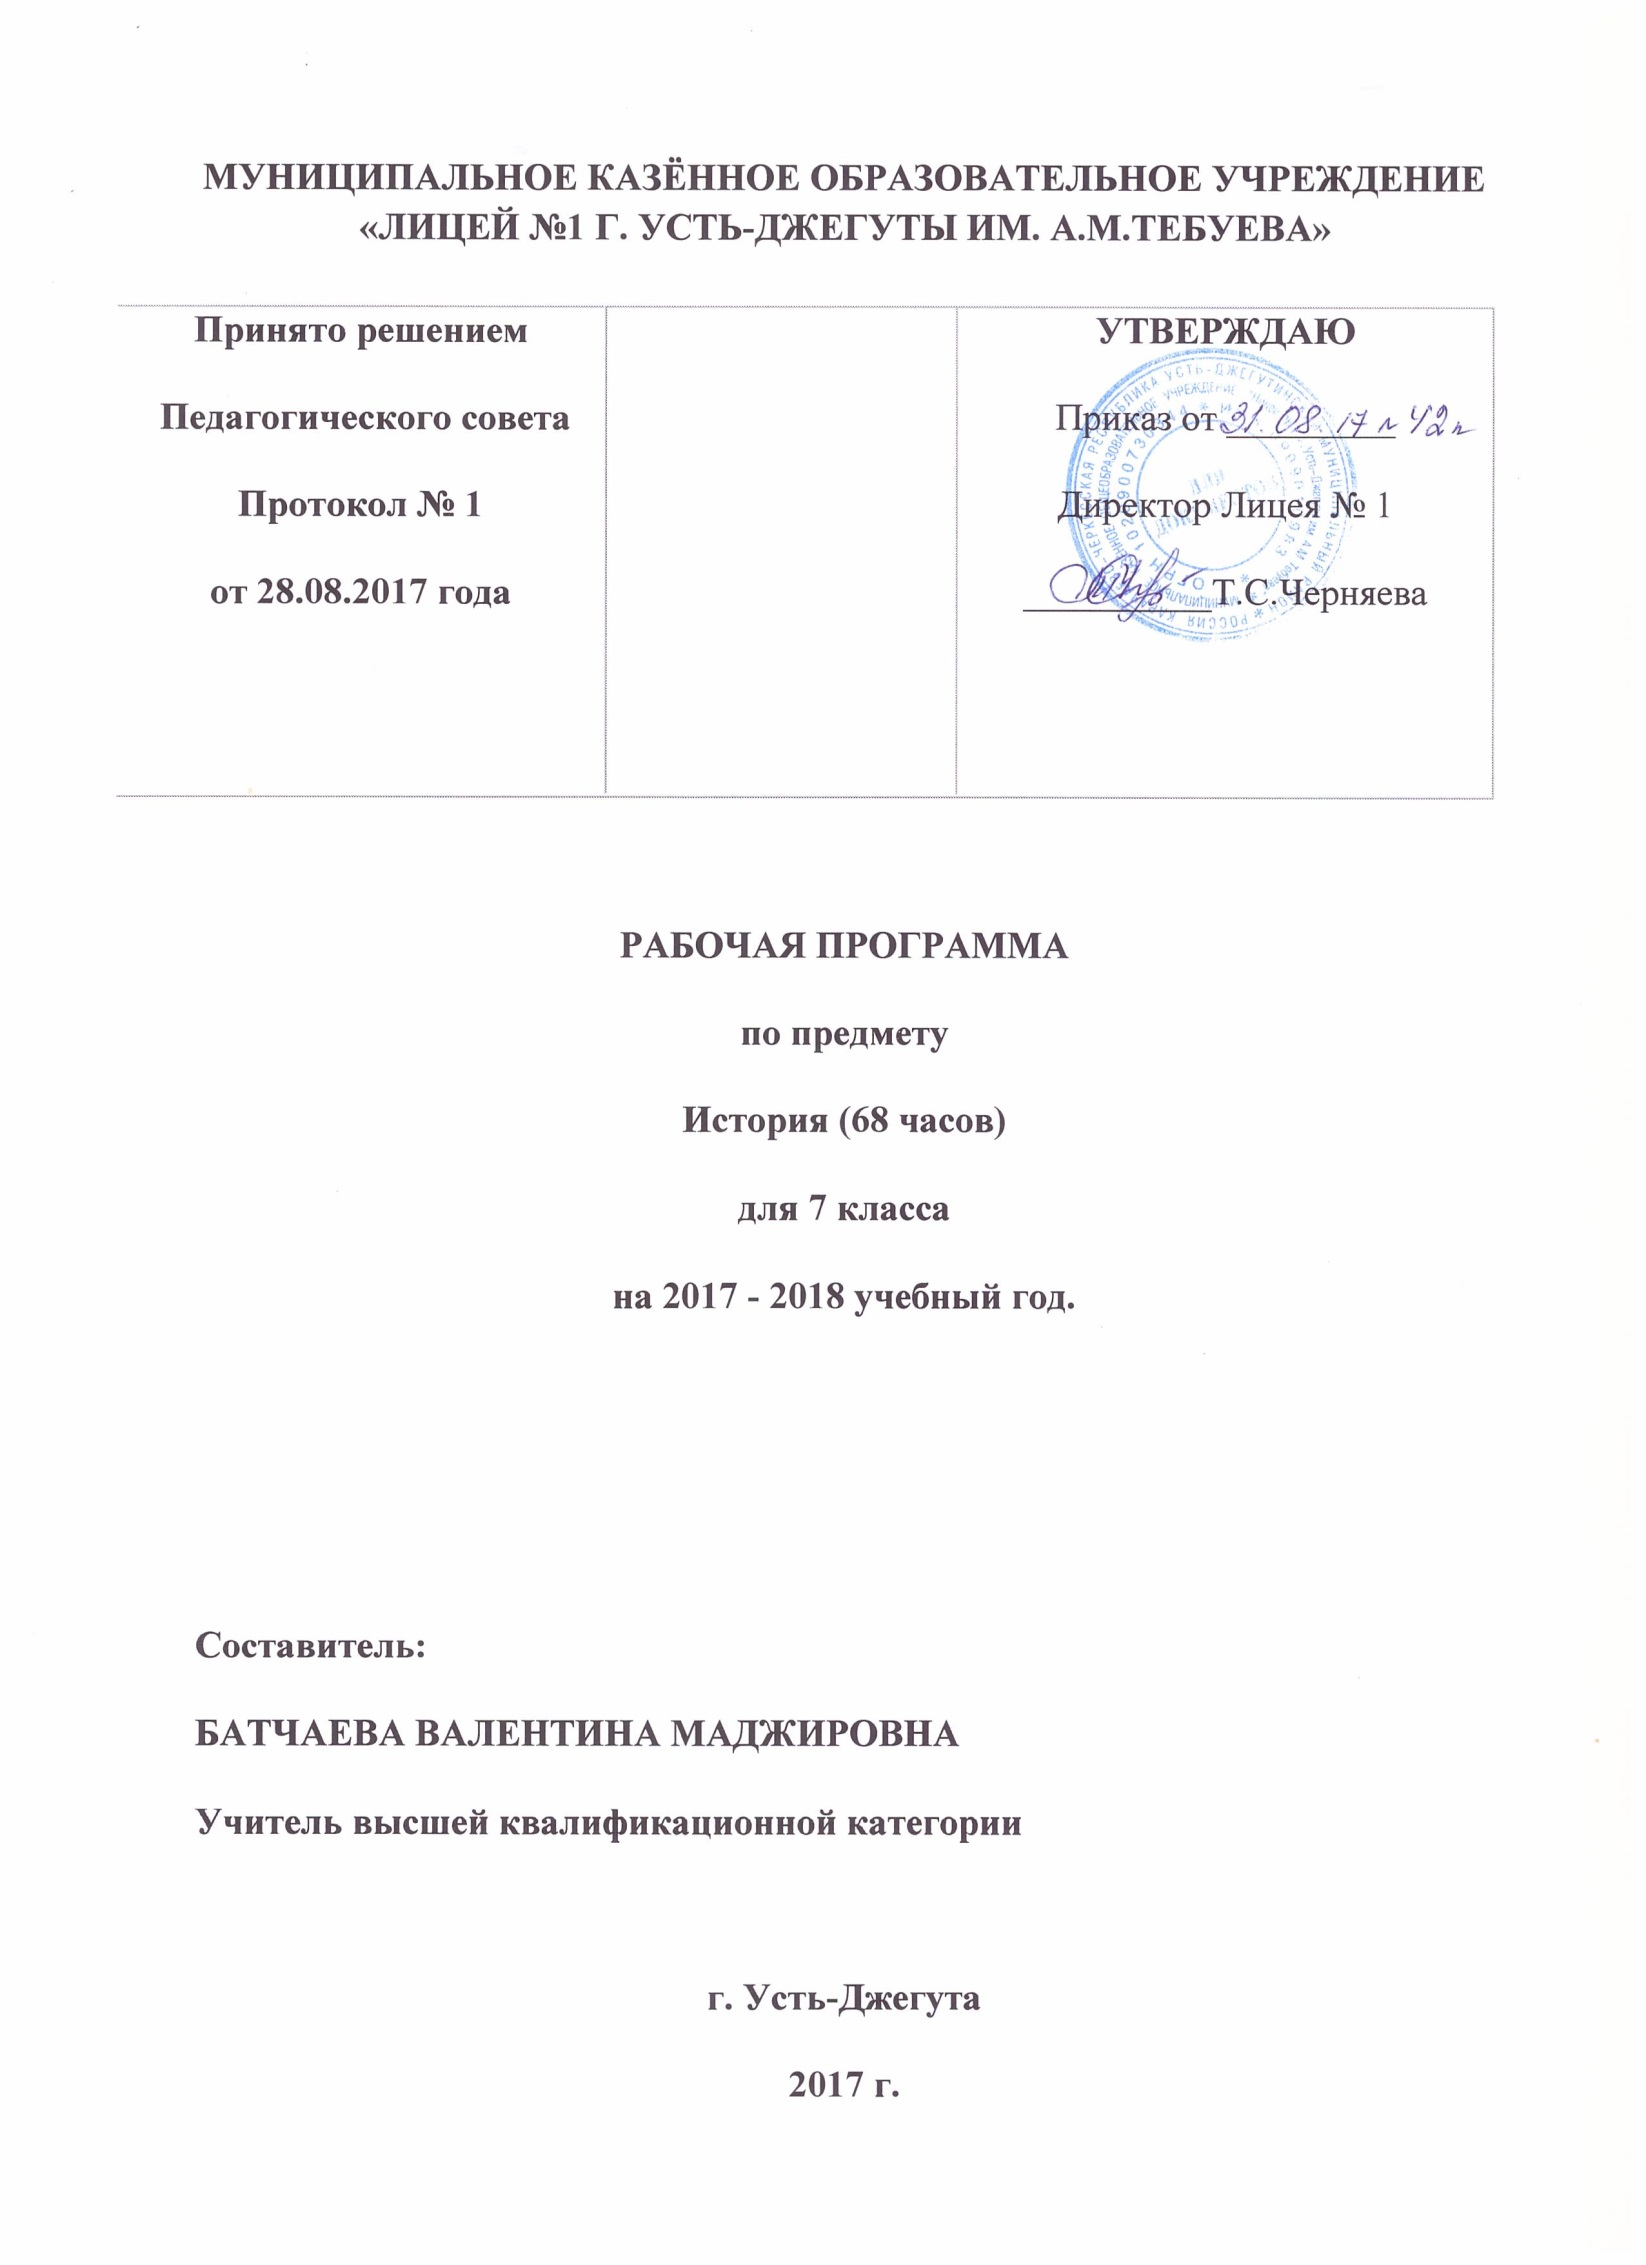 МУНИЦИПАЛЬНОЕ КАЗЁННОЕ ОБРАЗОВАТЕЛЬНОЕ УЧРЕЖДЕНИЕ
«ЛИЦЕЙ №1 Г. УСТЬ-ДЖЕГУТЫ ИМ. А.М.ТЕБУЕВА»
Принято решением
Педагогического совета
Протокол № 1
от 28.08.2017 года
УТВЕРЖДАЮ
Приказ от 31.08.17
Директор Лицея № 1
Т.С.Черняева
РАБОЧАЯ ПРОГРАММА
по предмету
История (68 часов)
для 7 класса
на 2017 - 2018 учебный год.
Составитель:
БАТЧАЕВА ВАЛЕНТИНА МАДЖИРОВНА
Учитель высшей квалификационной категории
г. Усть-Джегута
2017 г.